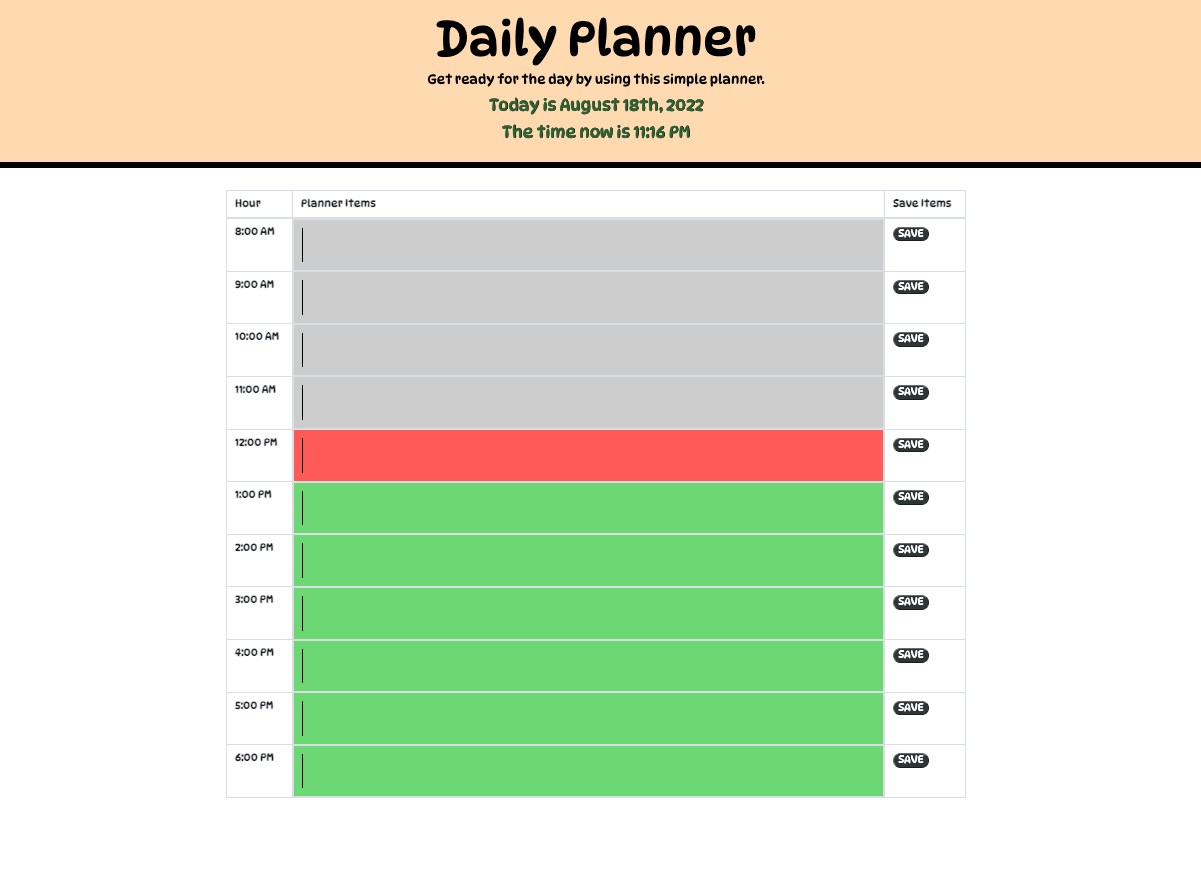 Daily Planner
Get ready for the day by using this simple planner.
Today is August 18th, 2022
The time now is 11:16 PM
Hour Planner Items Save Items
8:00 AM SAVE
9:00 AM SAVE
10:00 AM SAVE
11:00 AM SAVE
12:00 PM SAVE
1:00 PM SAVE
2:00 PM SAVE
3:00 PM SAVE
4:00 PM SAVE
5:00 PM SAVE
6:00 PM SAVE